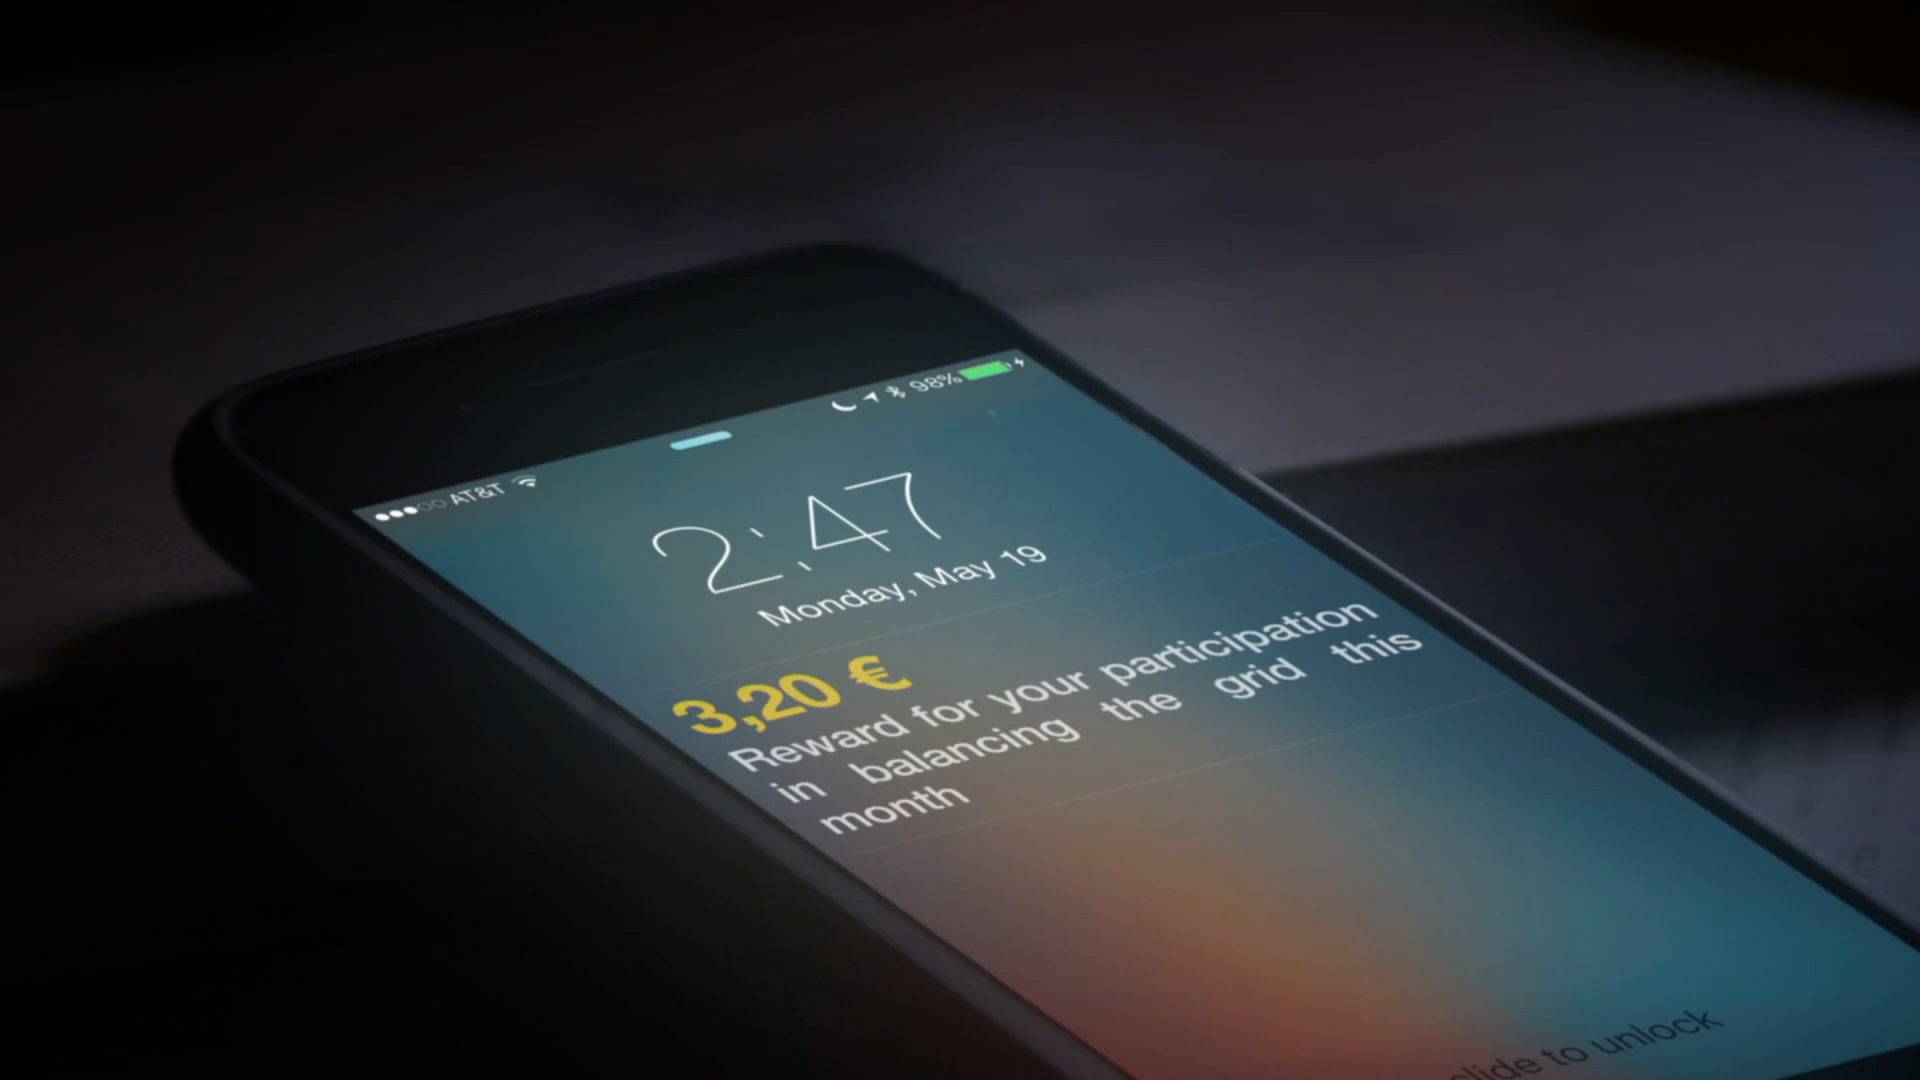 AT&T
98%
2:47
Monday, May 19
3,20 €
Reward for your participation
in balancing the grid this
month
slide to unlock